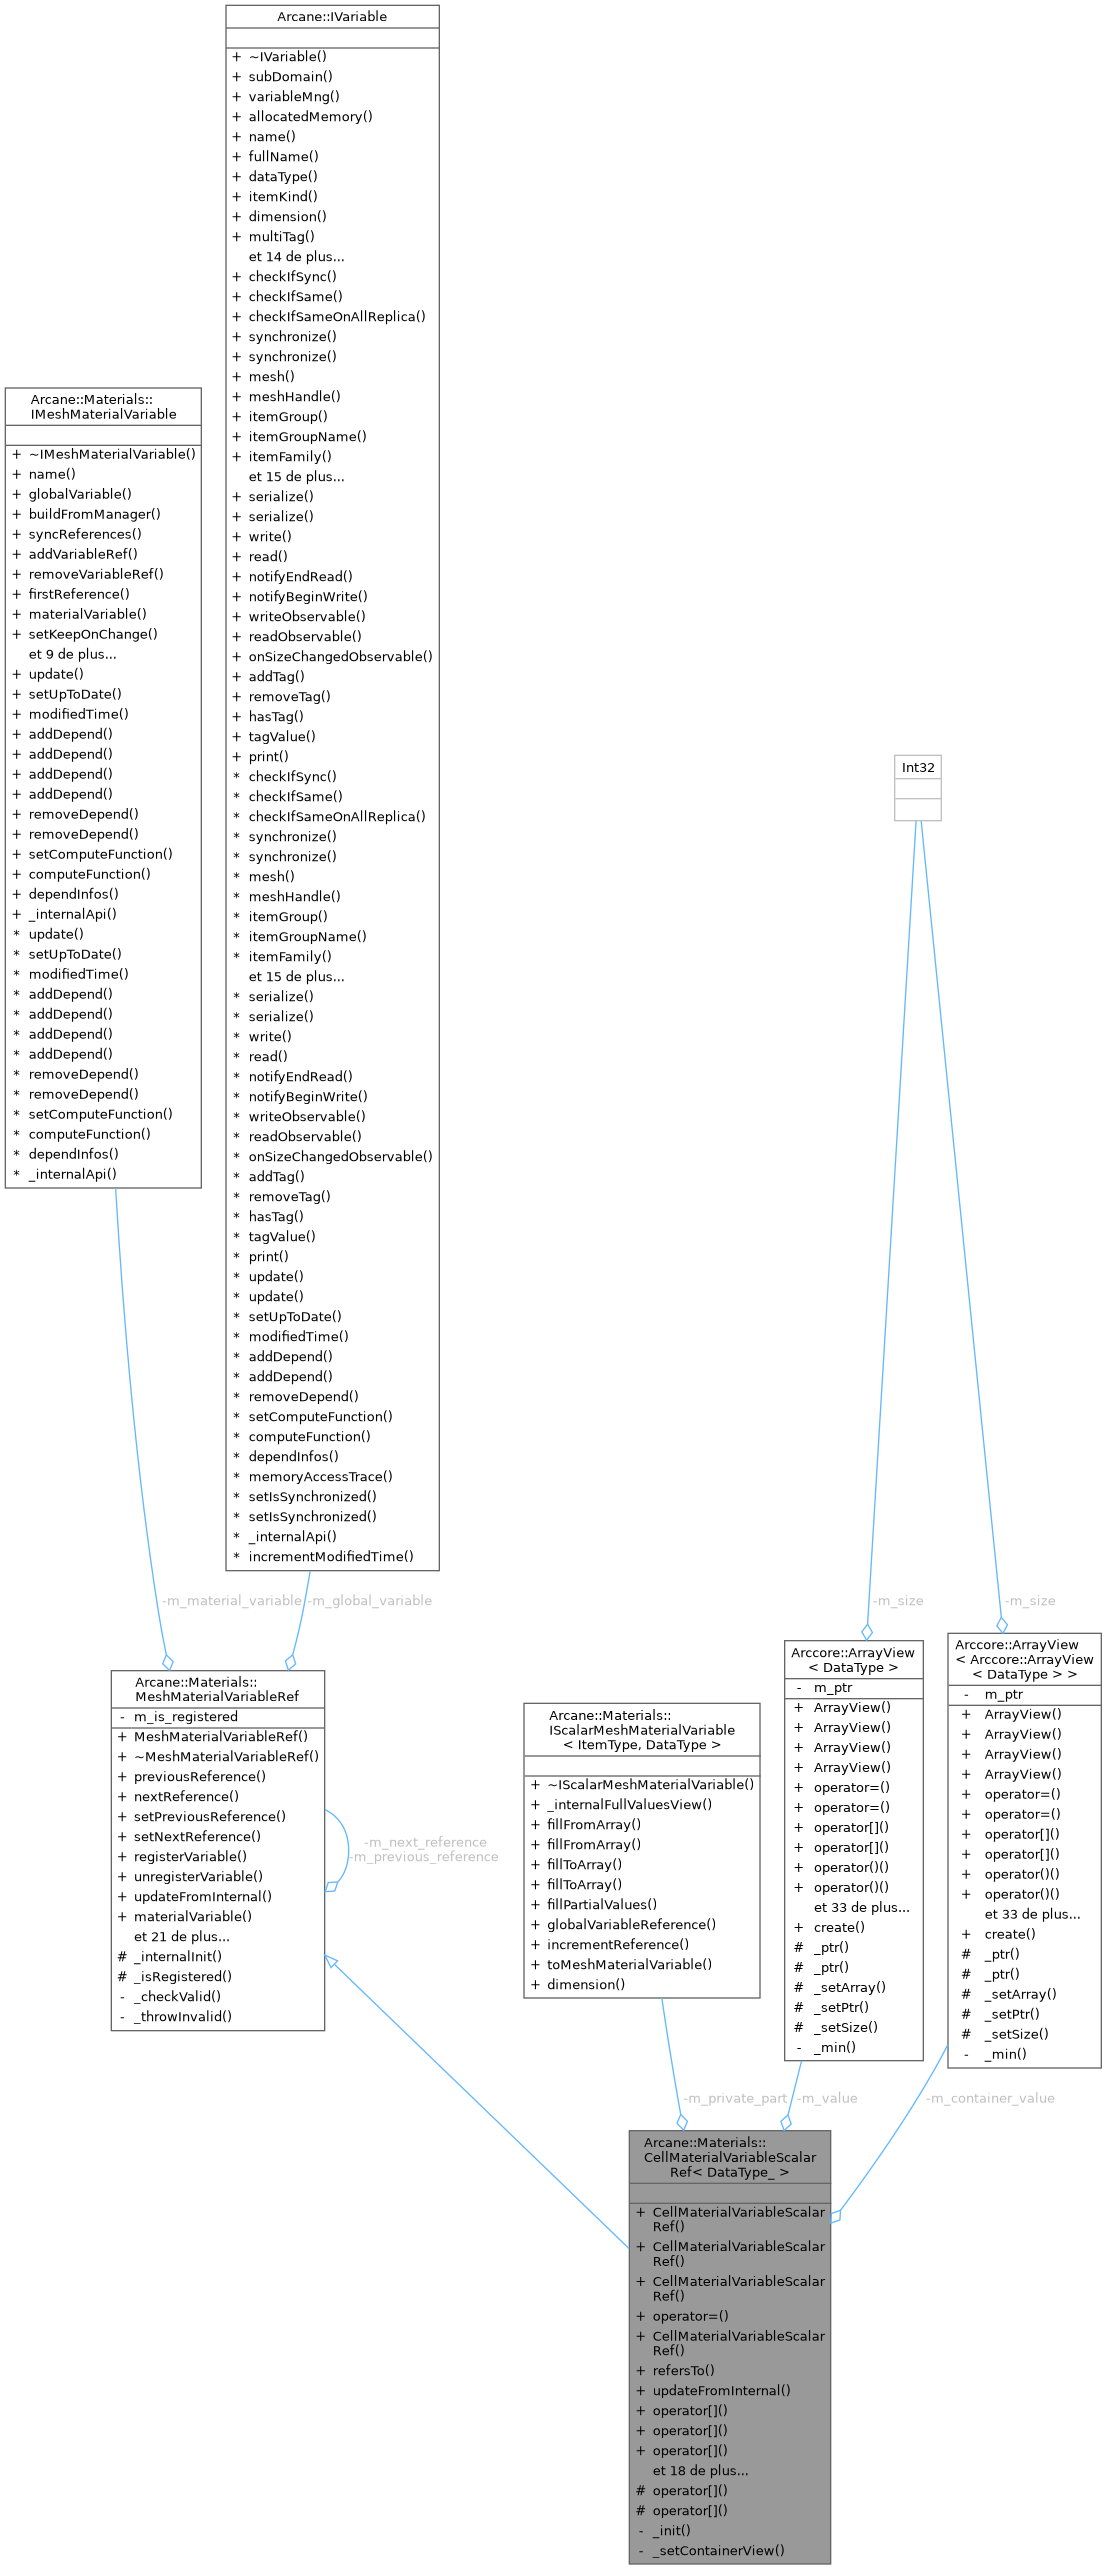 Arcane::IVariable
+ ~IVariable()
+ subDomain()
+ variableMng()
+ allocatedMemory()
+ name()
+ fullName()
+ dataType()
+ itemKind()
+ dimension()
+ multiTag()
et 14 de plus...
+ checkIfSync()
+ checkIfSame()
+ checkIfSameOnAllReplica()
+ synchronize()
+ synchronize()
+ mesh()
+ meshHandle()
+ itemGroup()
+ itemGroupName()
+ itemFamily()
et 15 de plus...
+ serialize()
+ serialize()
+ write()
+ read()
+ notifyEndRead()
+ notifyBeginWrite()
+ writeObservable()
+ readObservable()
+ onSizeChangedObservable()
+ addTag()
+ removeTag()
+ hasTag()
+ tagValue()
+ print()
* checkIfSync()
* checkIfSame()
* checkIfSameOnAllReplica()
* synchronize()
* synchronize()
* mesh()
* meshHandle()
* itemGroup()
* itemGroupName()
* itemFamily()
et 15 de plus...
* serialize()
* serialize()
* write()
* read()
* notifyEndRead()
* notifyBeginWrite()
* writeObservable()
* readObservable()
* onSizeChangedObservable()
* addTag()
* removeTag()
* hasTag()
* tagValue()
* print()
* update()
* update()
* setUpToDate()
* modifiedTime()
* addDepend()
* addDepend()
* removeDepend()
* setComputeFunction()
* computeFunction()
* dependInfos()
* memoryAccessTrace()
* setIsSynchronized()
* setIsSynchronized()
* _internalApi()
* incrementModifiedTime()
Arcane::Materials::
IMeshMaterialVariable
+ ~IMeshMaterialVariable()
+ name()
+ globalVariable()
+ buildFromManager()
+ syncReferences()
+ addVariableRef()
+ removeVariableRef()
+ firstReference()
+ materialVariable()
+ setKeepOnChange()
et 9 de plus...
+ update()
+ setUpToDate()
+ modifiedTime()
+ addDepend()
+ addDepend()
+ addDepend()
+ addDepend()
+ removeDepend()
+ removeDepend()
+ setComputeFunction()
+ computeFunction()
+ dependInfos()
+ _internalApi()
* update()
* setUpToDate()
* modifiedTime()
* addDepend()
* addDepend()
* addDepend()
* addDepend()
* removeDepend()
* removeDepend()
* setComputeFunction()
* computeFunction()
* dependInfos()
* _internalApi()
Int32
-m_material_variable
-m_global_variable
-m_size
-m_size
Arcane::Materials::
MeshMaterialVariableRef
- m_is_registered
+ MeshMaterialVariableRef()
+ ~MeshMaterialVariableRef()
+ previousReference()
+ nextReference()
+ setPreviousReference()
+ setNextReference()
+ registerVariable()
+ unregisterVariable()
+ updateFromInternal()
+ materialVariable()
et 21 de plus...
# _internalInit()
# _isRegistered()
- _checkValid()
- _throwInvalid()
-m_next_reference
-m_previous_reference
Arcane::Materials::
IScalarMeshMaterialVariable
< ItemType, DataType >
+ ~IScalarMeshMaterialVariable()
+ _internalFullValuesView()
+ fillFromArray()
+ fillFromArray()
+ fillToArray()
+ fillToArray()
+ fillPartialValues()
+ globalVariableReference()
+ incrementReference()
+ toMeshMaterialVariable()
+ dimension()
Arccore::ArrayView
< DataType >
- m_ptr
+ ArrayView()
+ ArrayView()
+ ArrayView()
+ ArrayView()
+ operator=()
+ operator=()
+ operator[]()
+ operator[]()
+ operator()()
+ operator()()
et 33 de plus...
+ create()
# _ptr()
# _ptr()
# _setArray()
# _setPtr()
# _setSize()
- _min()
Arccore::ArrayView
< Arccore::ArrayView
< DataType > >
- m_ptr
+ ArrayView()
+ ArrayView()
+ ArrayView()
+ ArrayView()
+ operator=()
+ operator=()
+ operator[]()
+ operator[]()
+ operator()()
+ operator()()
et 33 de plus...
+ create()
# _ptr()
# _ptr()
# _setArray()
# _setPtr()
# _setSize()
- _min()
-m_private_part
-m_value
-m_container_value
Arcane::Materials::
CellMaterialVariableScalar
Ref< DataType_ >
+ CellMaterialVariableScalar
Ref()
+ CellMaterialVariableScalar
Ref()
+ CellMaterialVariableScalar
Ref()
+ operator=()
+ CellMaterialVariableScalar
Ref()
+ refersTo()
+ updateFromInternal()
+ operator[]()
+ operator[]()
+ operator[]()
et 18 de plus...
# operator[]()
# operator[]()
- _init()
- _setContainerView()